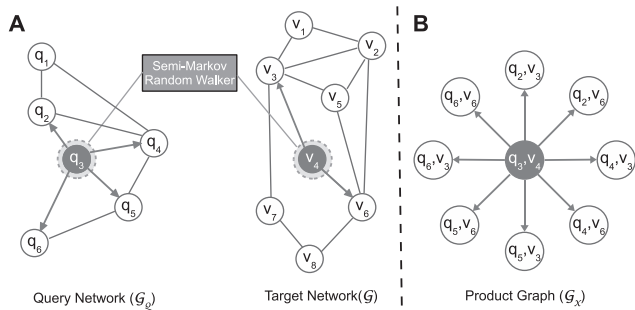 A
B
Semi-Markov
Random Walker
q1
q2
q3
q4
q5
q6
v1
v2
v3
v5
v4
v6
v7
v8
q2,v3
q6,v6
q2,v6
q6,v3
q3,v4
q4,v3
q5,v6
q4,v6
q5,v3
Query Network (𝒢Q)
Target Network(𝒢)
Product Graph (𝒢X)